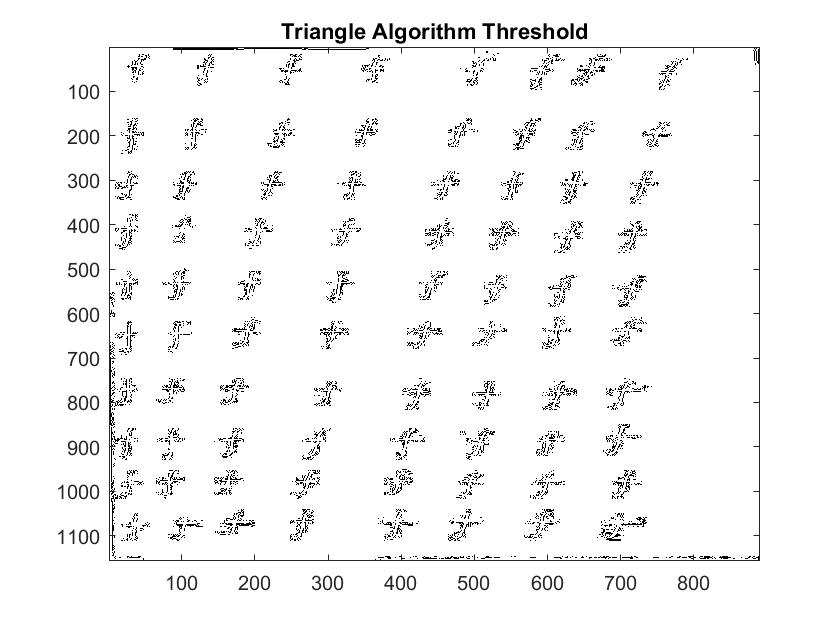 Triangle Algorithm Threshold
f f f f f f f f
100
200
f f f f f f f f
300
f f f f f f f f
400
f f f f f f f f
500
f f f f f f f f
600
f f f f f f f f
700
f f f f f f f f
800
f f f f f f f f
900
f f f f f f f f
1000
f f f f f f f f
1100
100 200 300 400 500 600 700 800